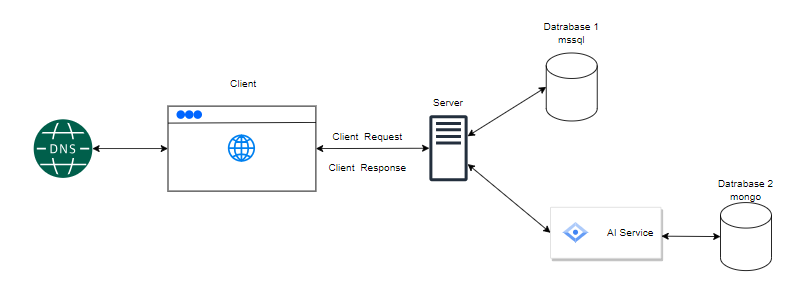 Datrabase 1
mssql
Client
Server
DNS
Client Request
Client Response
Datrabase 2
mongo
AI Service